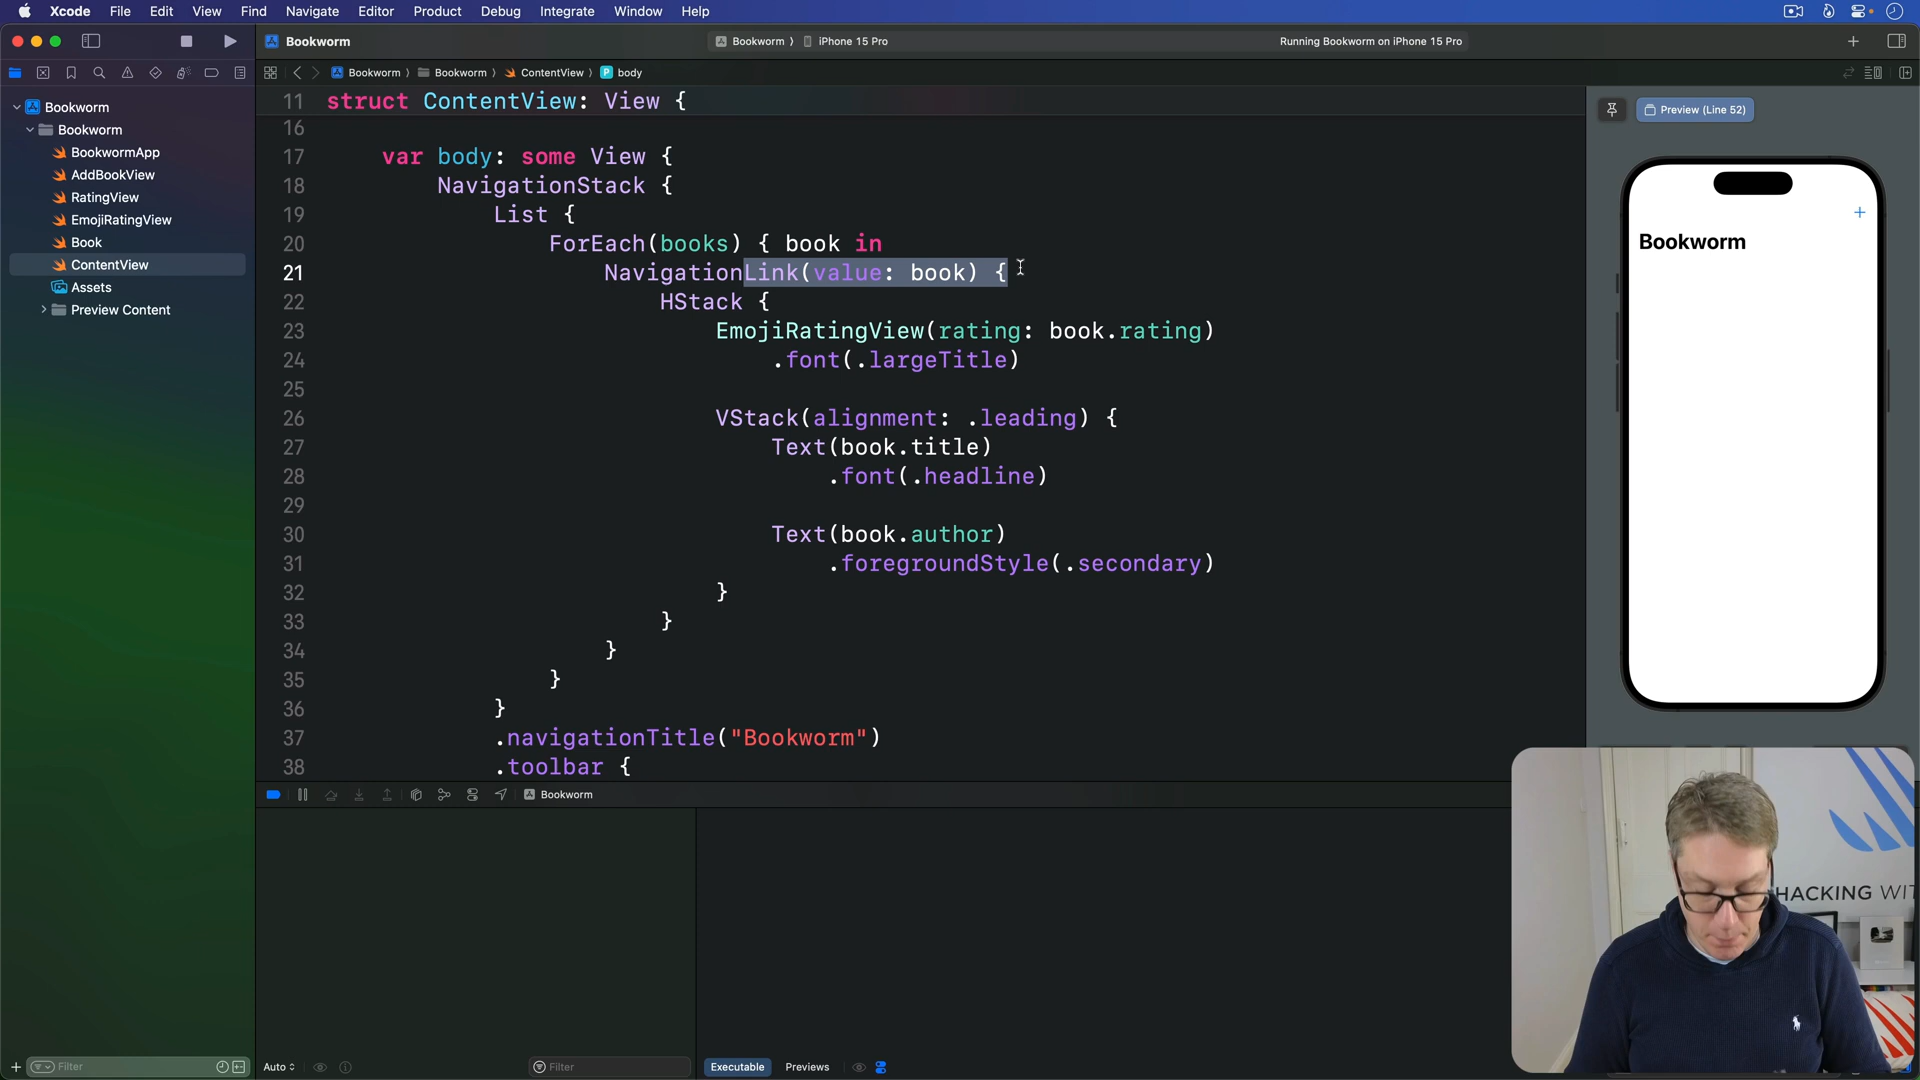 Xcode File Edit View Find Navigate Editor Product Debug Integrate Window Help
Bookworm
Bookworm 〉 iPhone 15 Pro
Running Bookworm on iPhone 15 Pro
Bookworm 〉 Bookworm 〉 ContentView 〉 P body
Bookworm
Bookworm
BookwormApp
AddBookView
RatingView
EmojiRatingView
Book
ContentView
Assets
Preview Content
Filter
11 struct ContentView: View {
16
17 var body: some View {
18 NavigationStack {
19 List {
20 ForEach(books) { book in
21 NavigationLink(value: book) {
22 HStack {
23 EmojiRatingView(rating: book.rating)
24 .font(.largeTitle)
25
26 VStack(alignment: .leading) {
27 Text(book.title)
28 .font(.headline)
29
30 Text(book.author)
31 .foregroundStyle(.secondary)
32 }
33 }
34 }
35 }
36 }
37 .navigationTitle("Bookworm")
38 .toolbar {
Preview (Line 52)
Bookworm
Bookworm
Auto
Filter
Executable Previews
HACKING WIT